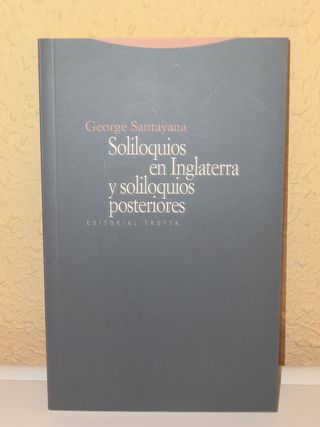 George Santayana
Soliloquios
en Inglaterra
y soliloquios
posteriores
EDITORIAL TROTTA